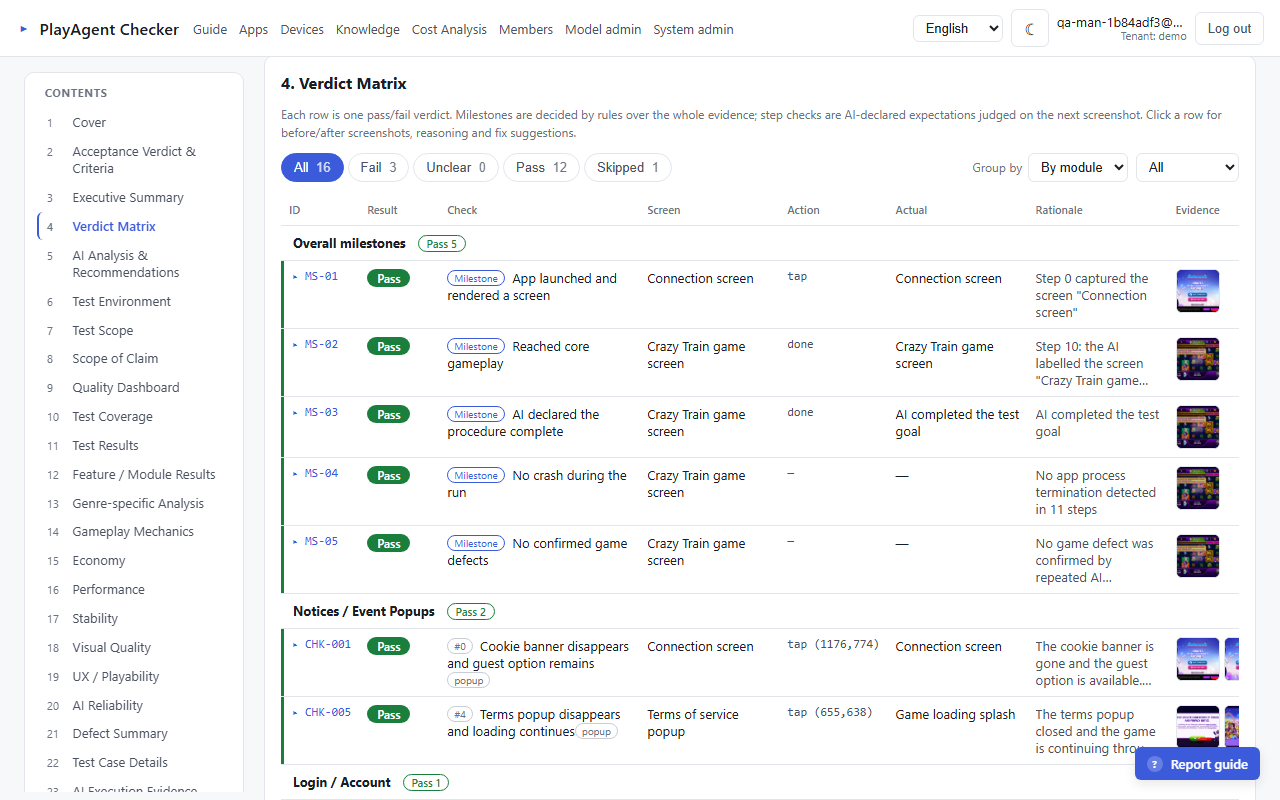 PlayAgent Checker Guide Apps Devices Knowledge Cost Analysis Members Model admin System admin English qa-man-1b84adf3@... Log out
Tenant: demo
CONTENTS
1 Cover
2 Acceptance Verdict &
Criteria
3 Executive Summary
4 Verdict Matrix
5 AI Analysis &
Recommendations
6 Test Environment
7 Test Scope
8 Scope of Claim
9 Quality Dashboard
10 Test Coverage
11 Test Results
12 Feature / Module Results
13 Genre-specific Analysis
14 Gameplay Mechanics
15 Economy
16 Performance
17 Stability
18 Visual Quality
19 UX / Playability
20 AI Reliability
21 Defect Summary
22 Test Case Details
23 AI Execution Evidence
4. Verdict Matrix
Each row is one pass/fail verdict. Milestones are decided by rules over the whole evidence; step checks are AI-declared expectations judged on the next screenshot. Click a row for
before/after screenshots, reasoning and fix suggestions.
All 16 Fail 3 Unclear 0 Pass 12 Skipped 1 Group by By module All
ID Result Check Screen Action Actual Rationale Evidence
Overall milestones Pass 5
MS-01 Pass Milestone App launched and Connection screen tap Connection screen Step 0 captured the
rendered a screen screen "Connection
screen"
MS-02 Pass Milestone Reached core Crazy Train game done Crazy Train game Step 10: the AI
gameplay screen screen labelled the screen
"Crazy Train game...
MS-03 Pass Milestone AI declared the Crazy Train game done AI completed the test AI completed the test
procedure complete screen goal goal
MS-04 Pass Milestone No crash during the Crazy Train game – — No app process
run screen termination detected
in 11 steps
MS-05 Pass Milestone No confirmed game Crazy Train game – — No game defect was
defects screen confirmed by
repeated AI...
Notices / Event Popups Pass 2
CHK-001 Pass #0 Cookie banner disappears Connection screen tap (1176,774) Connection screen The cookie banner is
and guest option remains gone and the guest
popup option is available....
CHK-005 Pass #4 Terms popup disappears Terms of service tap (655,638) Game loading splash The terms popup
and loading continues popup popup closed and the game
is continuing throu
Login / Account Pass 1
? Report guide